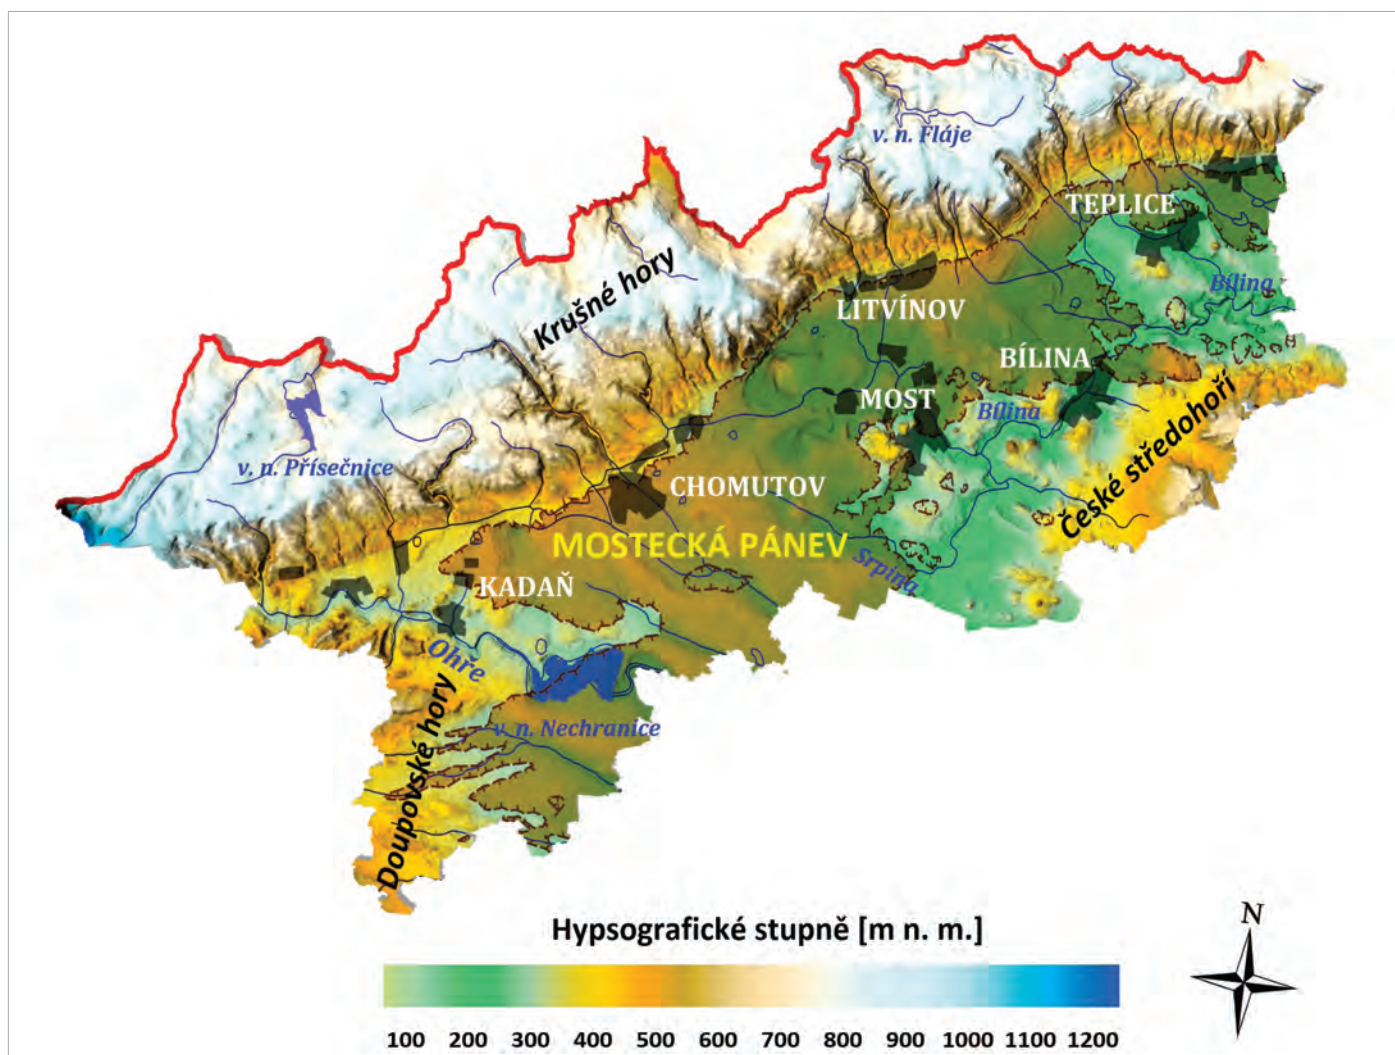 v. n. Fláje
TEPLICE
Bílina
Krušné hory
LITVÍNOV
BÍLINA
MOST
Bílina
České středohoří
v. n. Přísečnice
CHOMUTOV
MOSTECKÁ PÁNEV
Srpina
KADAŇ
Ohře
v. n. Nechranice
Doupovské hory
Hypsografické stupně [m n. m.]
N
100 200 300 400 500 600 700 800 900 1000 1100 1200